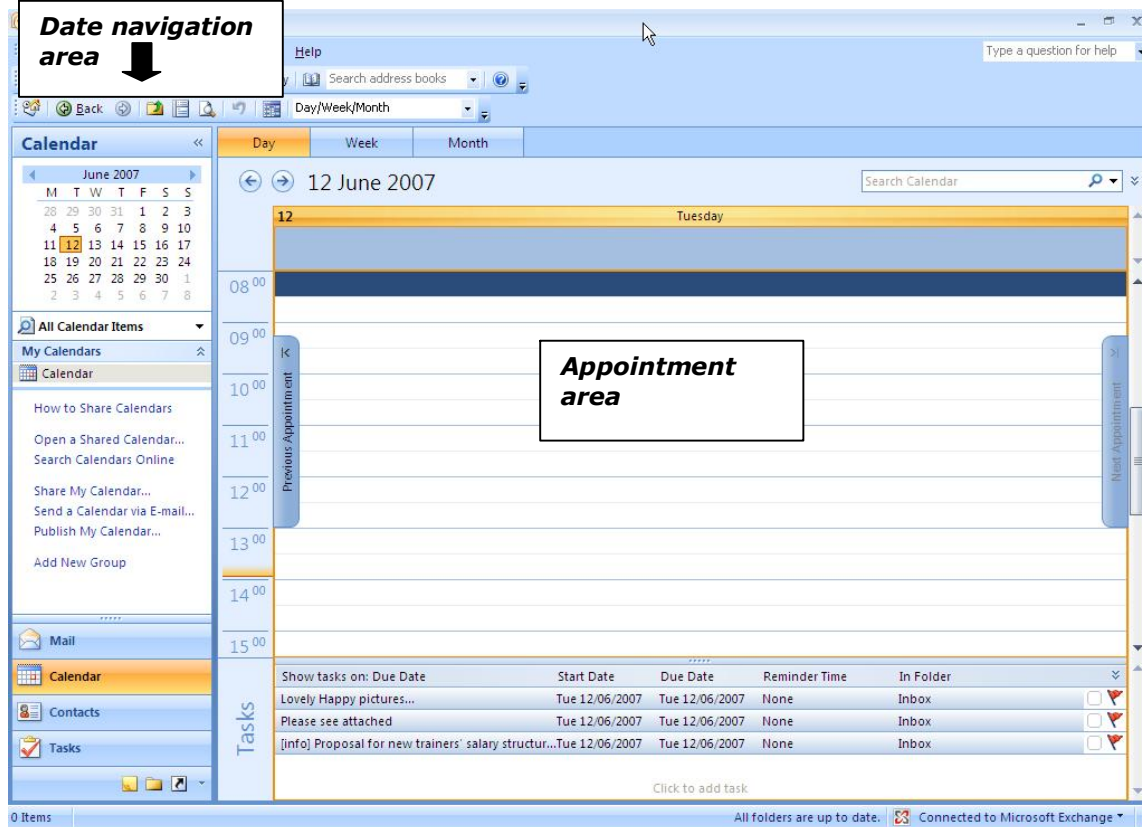 Date navigation
area
Help
Type a question for help
Search address books
Back
Day/Week/Month
Calendar «
Day Week Month
June 2007
M T W T F S S
28 29 30 31 1 2 3
4 5 6 7 8 9 10
11 12 13 14 15 16 17
18 19 20 21 22 23 24
25 26 27 28 29 30 1
2 3 4 5 6 7 8
12 June 2007
Search Calendar
12 Tuesday
All Calendar Items
My Calendars
Calendar
How to Share Calendars
Open a Shared Calendar...
Search Calendars Online
Share My Calendar...
Send a Calendar via E-mail...
Publish My Calendar...
Add New Group
08 00
09 00
10 00
11 00
12 00
13 00
14 00
15 00
Previous Appointment
Appointment
area
Next Appointment
Mail
Calendar
Contacts
Tasks
Tasks
Show tasks on: Due Date Start Date Due Date Reminder Time In Folder
Lovely Happy pictures... Tue 12/06/2007 Tue 12/06/2007 None Inbox
Please see attached Tue 12/06/2007 Tue 12/06/2007 None Inbox
[info] Proposal for new trainers' salary structur...Tue 12/06/2007 Tue 12/06/2007 None Inbox
Click to add task
0 Items
All folders are up to date. Connected to Microsoft Exchange